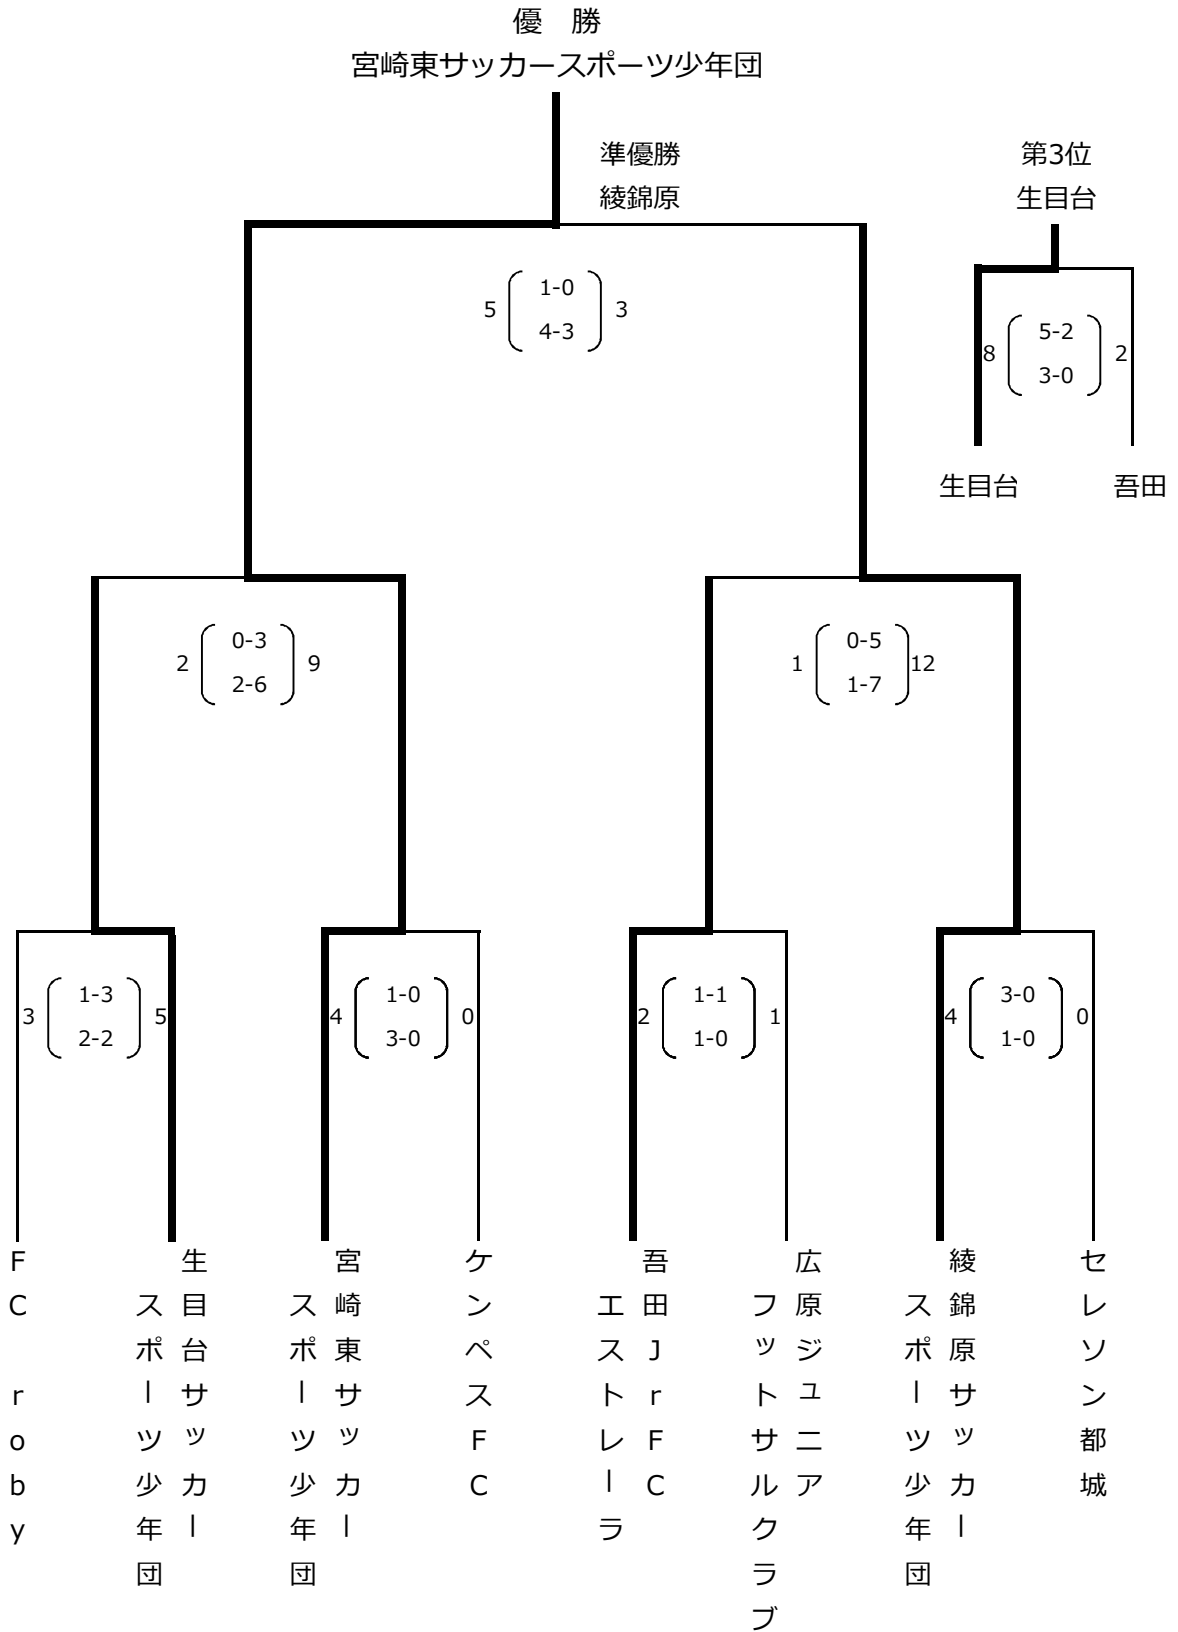 優　勝
宮崎東サッカースポーツ少年団
準優勝
綾錦原
第3位
生目台
5 1-0 3
4-3
8 5-2 2
3-0
生目台 吾田
2 0-3 9
2-6
1 0-5 12
1-7
3 1-3 5
2-2
4 1-0 0
3-0
2 1-1 1
1-0
4 3-0 0
1-0
FC roby
生目台サッカー
スポーツ少年団
宮崎東サッカー
スポーツ少年団
ケンペスFC
吾田JrFC
エストレーラ
広原ジュニア
フットサルクラブ
綾錦原サッカー
スポーツ少年団
セレソン都城